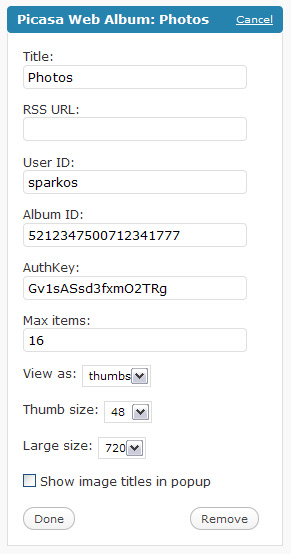 Picasa Web Album: Photos Cancel
Title:
Photos
RSS URL:
User ID:
sparkos
Album ID:
5212347500712341777
AuthKey:
Gv1sASsd3fxmO2TRg
Max items:
16
View as: thumbs
Thumb size: 48
Large size: 720
Show image titles in popup
Done Remove